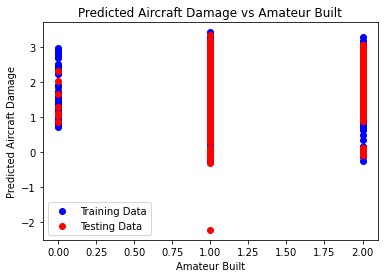 Predicted Aircraft Damage vs Amateur Built
Predicted Aircraft Damage
3
2
1
0
−1
−2
Training Data
Testing Data
0.00 0.25 0.50 0.75 1.00 1.25 1.50 1.75 2.00
Amateur Built